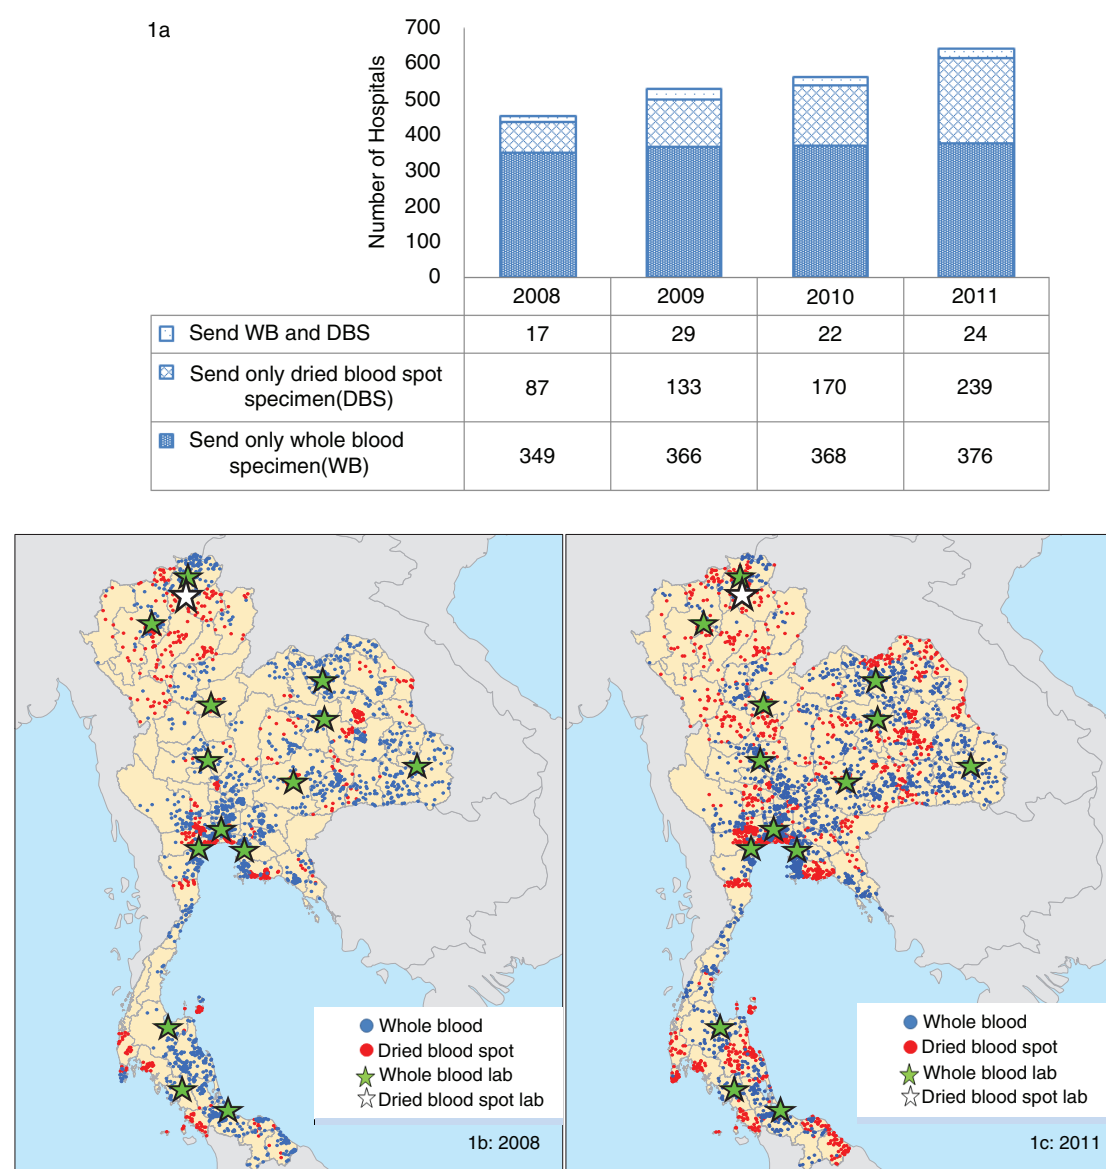 1a
Number of Hospitals
700
600
500
400
300
200
100
0
2008 2009 2010 2011
Send WB and DBS 17 29 22 24
Send only dried blood spot
specimen(DBS) 87 133 170 239
Send only whole blood
specimen(WB) 349 366 368 376
Whole blood
Dried blood spot
Whole blood lab
Dried blood spot lab
1b: 2008
Whole blood
Dried blood spot
Whole blood lab
Dried blood spot lab
1c: 2011